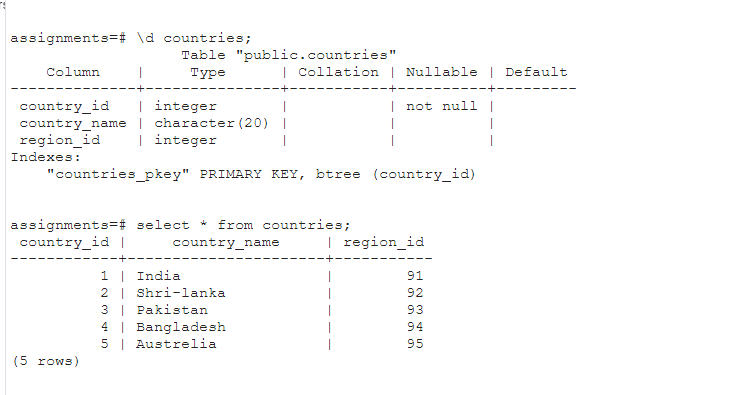 assignments=# \d countries;
Table "public.countries"
Column | Type | Collation | Nullable | Default
--------------+---------------+-----------+----------+---------
country_id | integer | | not null |
country_name | character(20) | | |
region_id | integer | | |
Indexes:
"countries_pkey" PRIMARY KEY, btree (country_id)
assignments=# select * from countries;
country_id | country_name | region_id
------------+----------------------+-----------
1 | India | 91
2 | Shri-lanka | 92
3 | Pakistan | 93
4 | Bangladesh | 94
5 | Austrelia | 95
(5 rows)